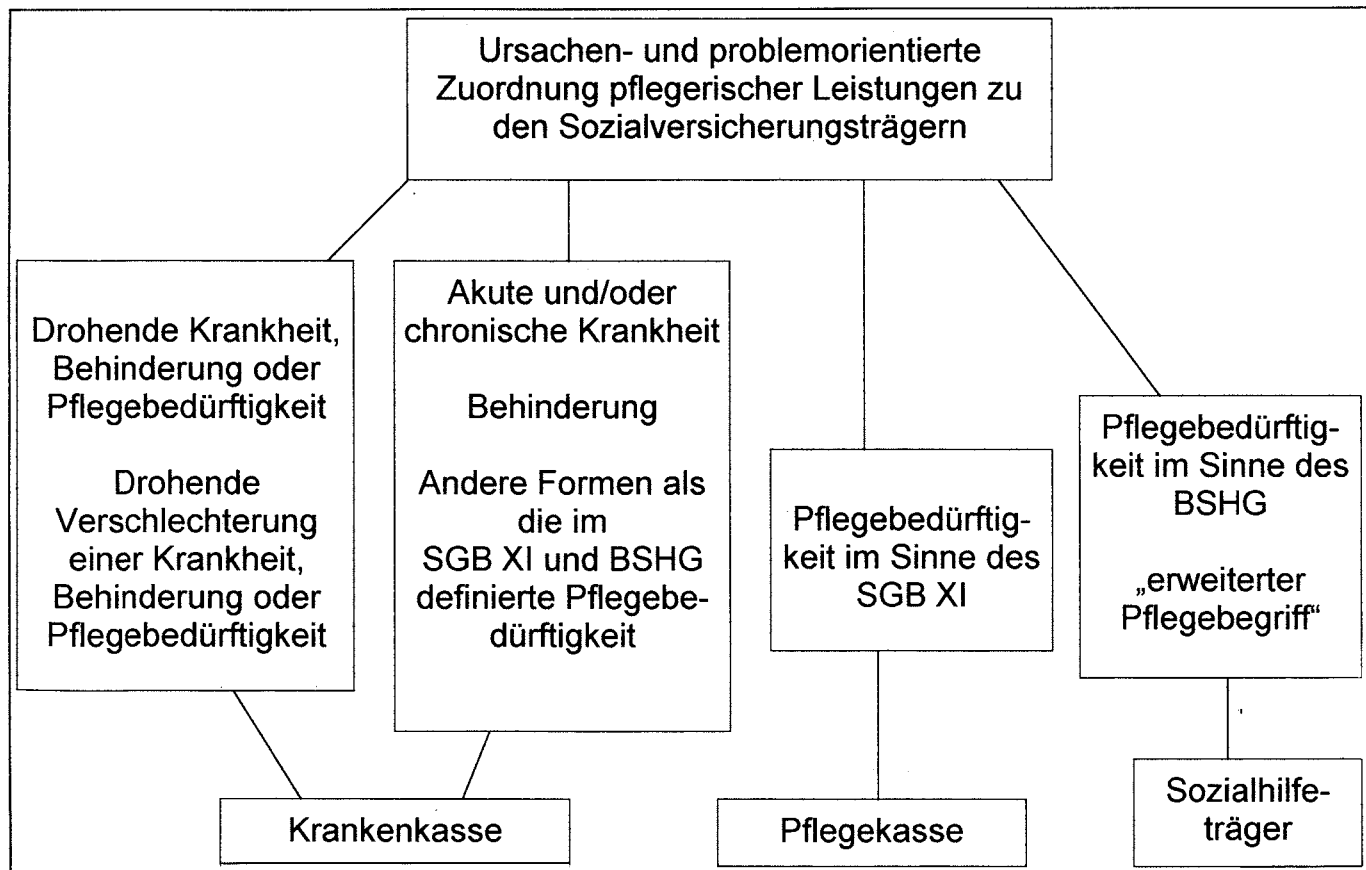 Ursachen- und problemorientierte
Zuordnung pflegerischer Leistungen zu
den Sozialversicherungsträgern
Drohende Krankheit,
Behinderung oder
Pflegebedürftigkeit
Drohende
Verschlechterung
einer Krankheit,
Behinderung oder
Pflegebedürftigkeit
Akute und/oder
chronische Krankheit
Behinderung
Andere Formen als
die im
SGB XI und BSHG
definierte Pflegebe-
dürftigkeit
Pflegebedürftig-
keit im Sinne des
SGB XI
Pflegebedürftig-
keit im Sinne des
BSHG
„erweiterter
Pflegebegriff“
Krankenkasse
Pflegekasse
Sozialhilfe-
träger